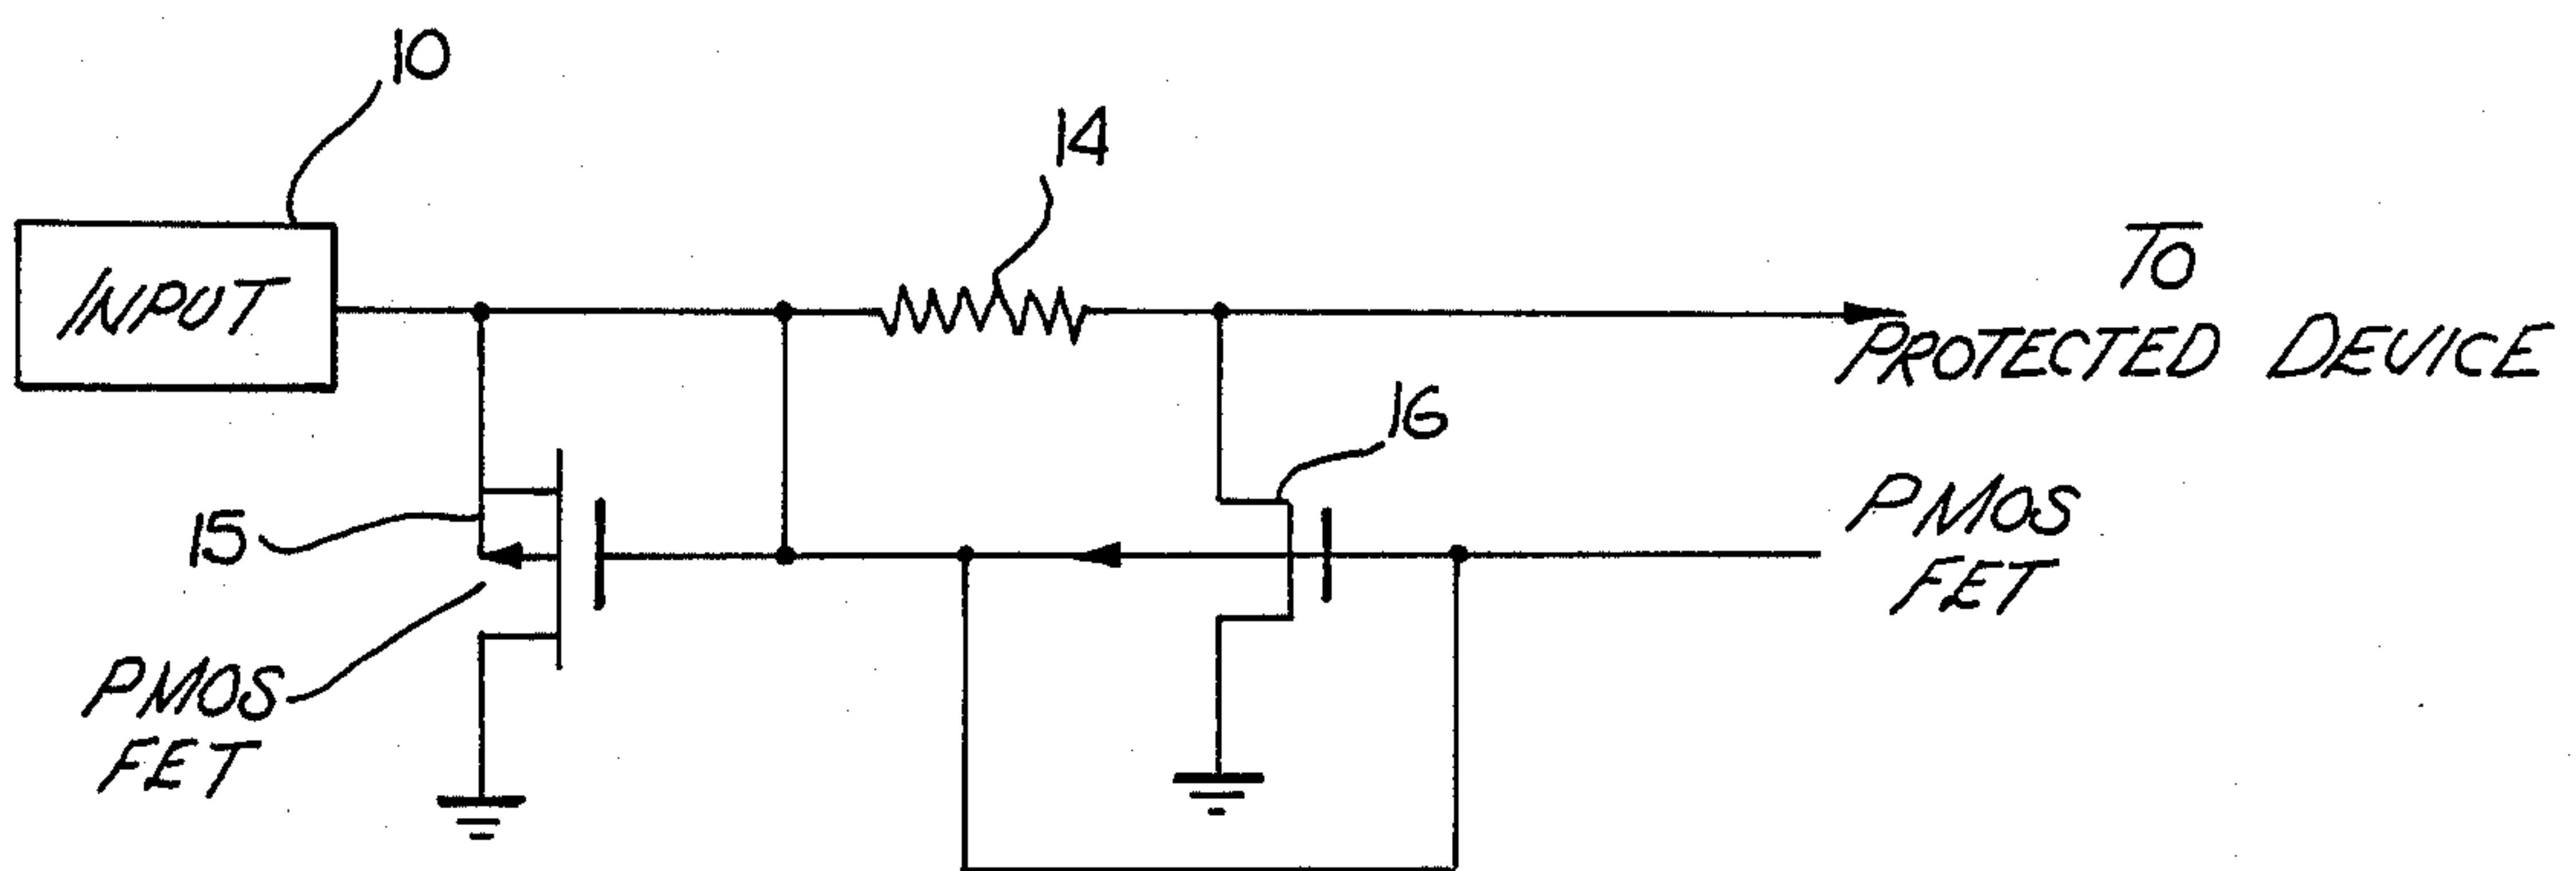 10
14
INPUT
TO
PROTECTED DEVICE
16
15
PMOS
FET
PMOS
FET